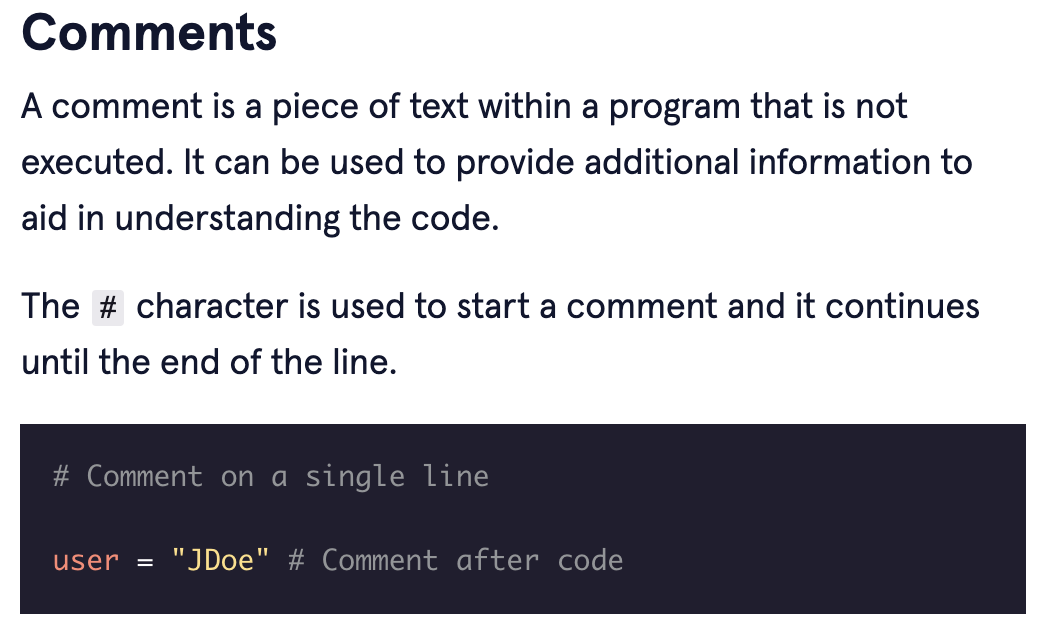 Comments
A comment is a piece of text within a program that is not
executed. It can be used to provide additional information to
aid in understanding the code.
The # character is used to start a comment and it continues
until the end of the line.
# Comment on a single line
user = "JDoe" # Comment after code